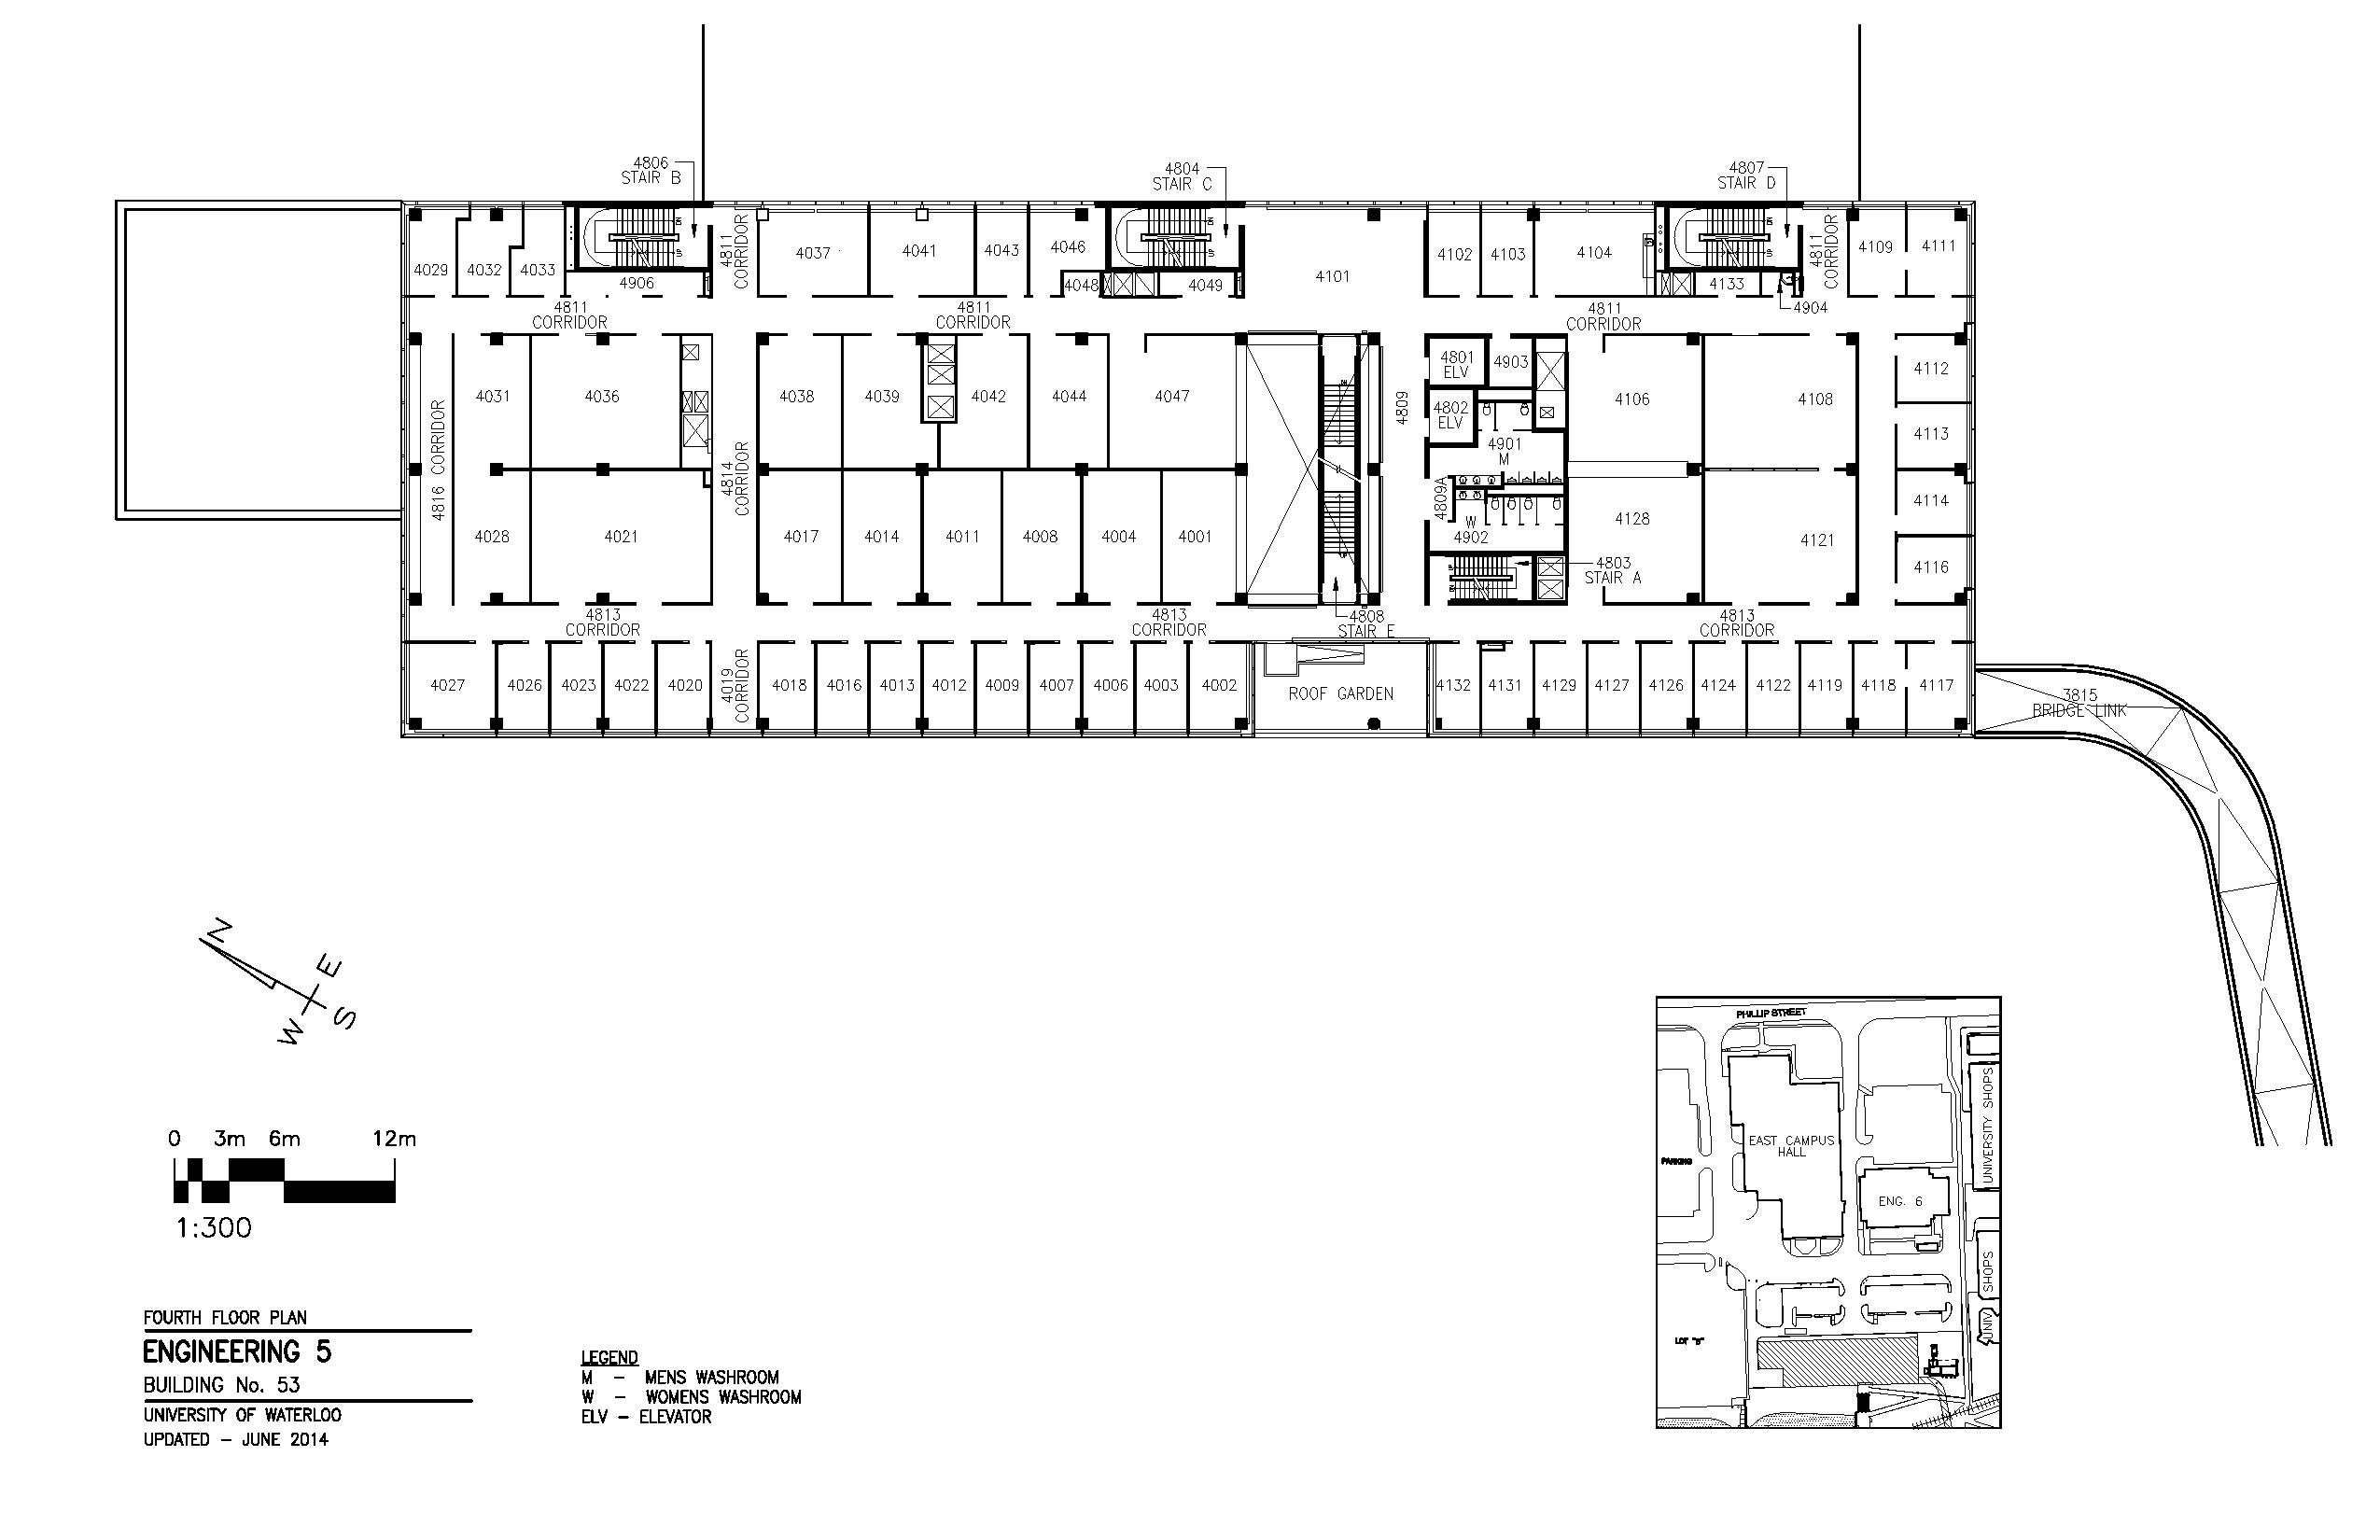 4806
STAIR B
4804
STAIR C
4807
STAIR D
4029
4032
4033
4906
4811
CORRIDOR
4037
4041
4043
4046
4048
4049
4101
4102
4103
4104
4133
4904
4811
CORRIDOR
4109
4111
4811
CORRIDOR
4811
CORRIDOR
4811
CORRIDOR
4816 CORRIDOR
4031
4036
4814
CORRIDOR
4038
4039
4042
4044
4047
4809
4801
ELV
4903
4802
ELV
4901
M
4106
4108
4112
4113
4028
4021
4017
4014
4011
4008
4004
4001
4809A
W
4902
4128
4121
4114
4116
4803
STAIR A
4813
CORRIDOR
4813
CORRIDOR
4808
STAIR E
4813
CORRIDOR
4027
4026
4023
4022
4020
4019
CORRIDOR
4018
4016
4013
4012
4009
4007
4006
4003
4002
ROOF GARDEN
4132
4131
4129
4127
4126
4124
4122
4119
4118
4117
3815
BRIDGE LINK
N
E
W
S
0 3m 6m 12m
1:300
PHILLIP STREET
EAST CAMPUS
HALL
PARKING
ENG. 6
UNIVERSITY SHOPS
SHOPS
UNIV
LOT "B"
FOURTH FLOOR PLAN
ENGINEERING 5
BUILDING No. 53
UNIVERSITY OF WATERLOO
UPDATED – JUNE 2014
LEGEND
M – MENS WASHROOM
W – WOMENS WASHROOM
ELV – ELEVATOR